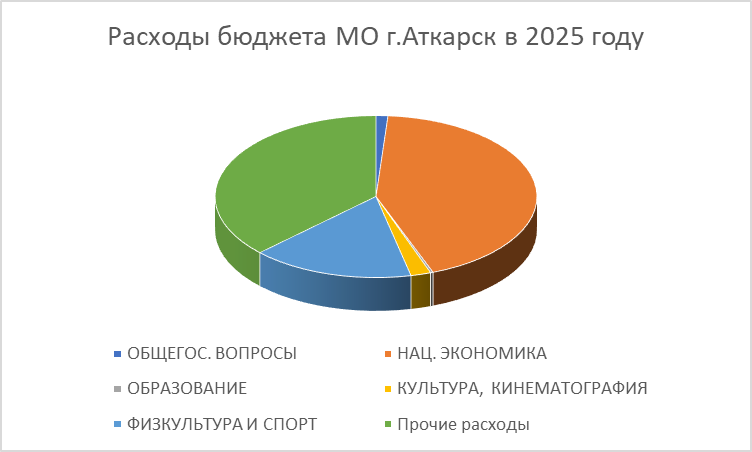 Расходы бюджета МО г.Аткарск в 2025 году
ОБЩЕГОС. ВОПРОСЫ
НАЦ. ЭКОНОМИКА
ОБРАЗОВАНИЕ
КУЛЬТУРА, КИНЕМАТОГРАФИЯ
ФИЗКУЛЬТУРА И СПОРТ
Прочие расходы